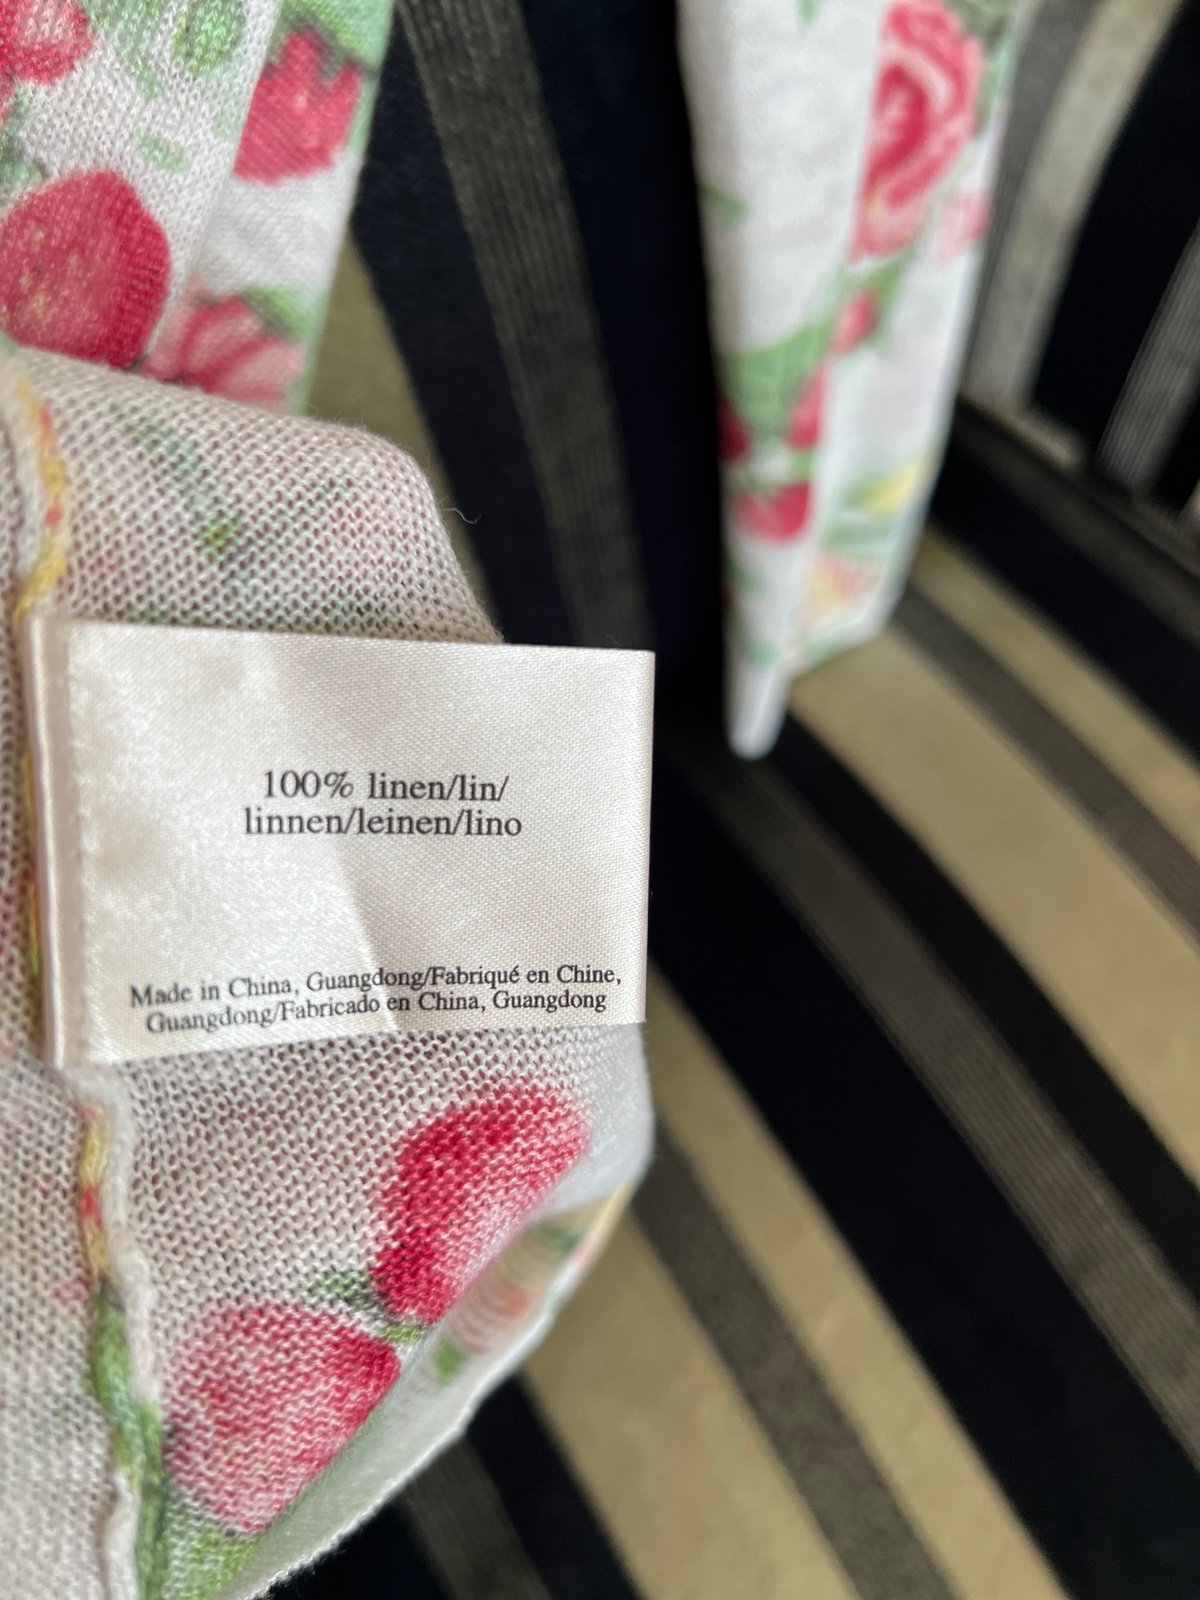 100% linen/lin/
linnen/leinen/lino
Made in China, Guangdong/Fabriqué en Chine,
Guangdong/Fabricado en China, Guangdong